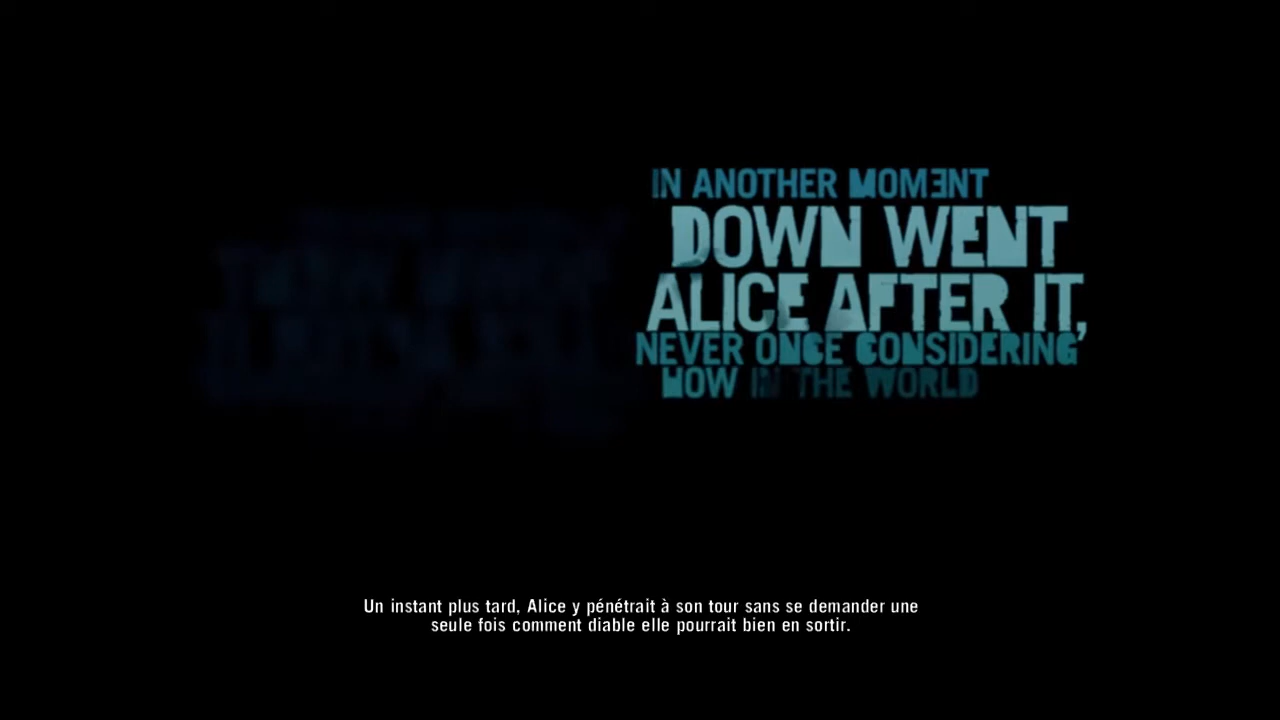 IN ANOTHER MOMENT
DOWN WENT
ALICE AFTER IT,
NEVER ONCE CONSIDERING
HOW IN THE WORLD
Un instant plus tard, Alice y pénétrait à son tour sans se demander une
seule fois comment diable elle pourrait bien en sortir.